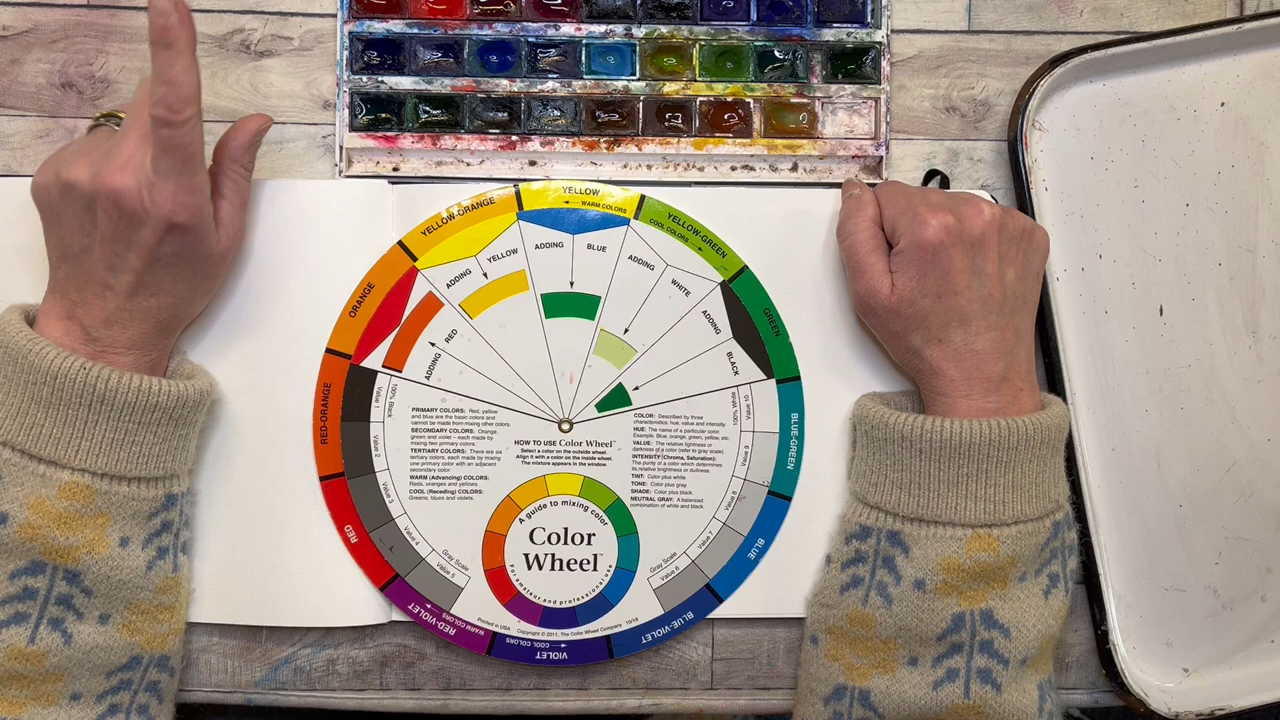 YELLOW
WARM COLORS
YELLOW-GREEN
COOL COLORS
GREEN
BLUE-GREEN
BLUE
BLUE-VIOLET
VIOLET
COOL COLORS
RED-VIOLET
WARM COLORS
RED
RED-ORANGE
ORANGE
YELLOW-ORANGE
ADDING RED
ADDING YELLOW
ADDING BLUE
ADDING WHITE
ADDING BLACK
100% Black
Value 1
Value 2
Value 3
Value 4
Value 5
Gray Scale
PRIMARY COLORS: Red, yellow
and blue are the basic colors and
cannot be made from mixing other colors.
SECONDARY COLORS: Orange,
green and violet – each made by
mixing two primary colors.
TERTIARY COLORS: There are six
tertiary colors, each made by mixing
one primary color with an adjacent
secondary color
WARM (Advancing) COLORS:
Reds, oranges and yellows.
COOL (Receding) COLORS:
Greens, blues and violets.
HOW TO USE Color Wheel™
Select a color on the outside wheel.
Align it with a color on the inside wheel.
The mixture appears in the window.
COLOR: Described by three
characteristics: hue, value and intensity.
HUE: The name of a particular color.
Example: Blue, orange, green, yellow, etc.
VALUE: The relative lightness or
darkness of a color (refer to gray scale).
INTENSITY (Chroma, Saturation):
The purity of a color which determines
its relative brightness or dullness.
TINT: Color plus white.
TONE: Color plus gray.
SHADE: Color plus black.
NEUTRAL GRAY: A balanced
combination of white and black.
100% White
Value 10
Value 9
Value 8
Value 7
Value 6
Gray Scale
A guide to mixing color
Color
Wheel™
For amateur and professional use
Printed in USA Copyright © 2011, The Color Wheel Company 10/18